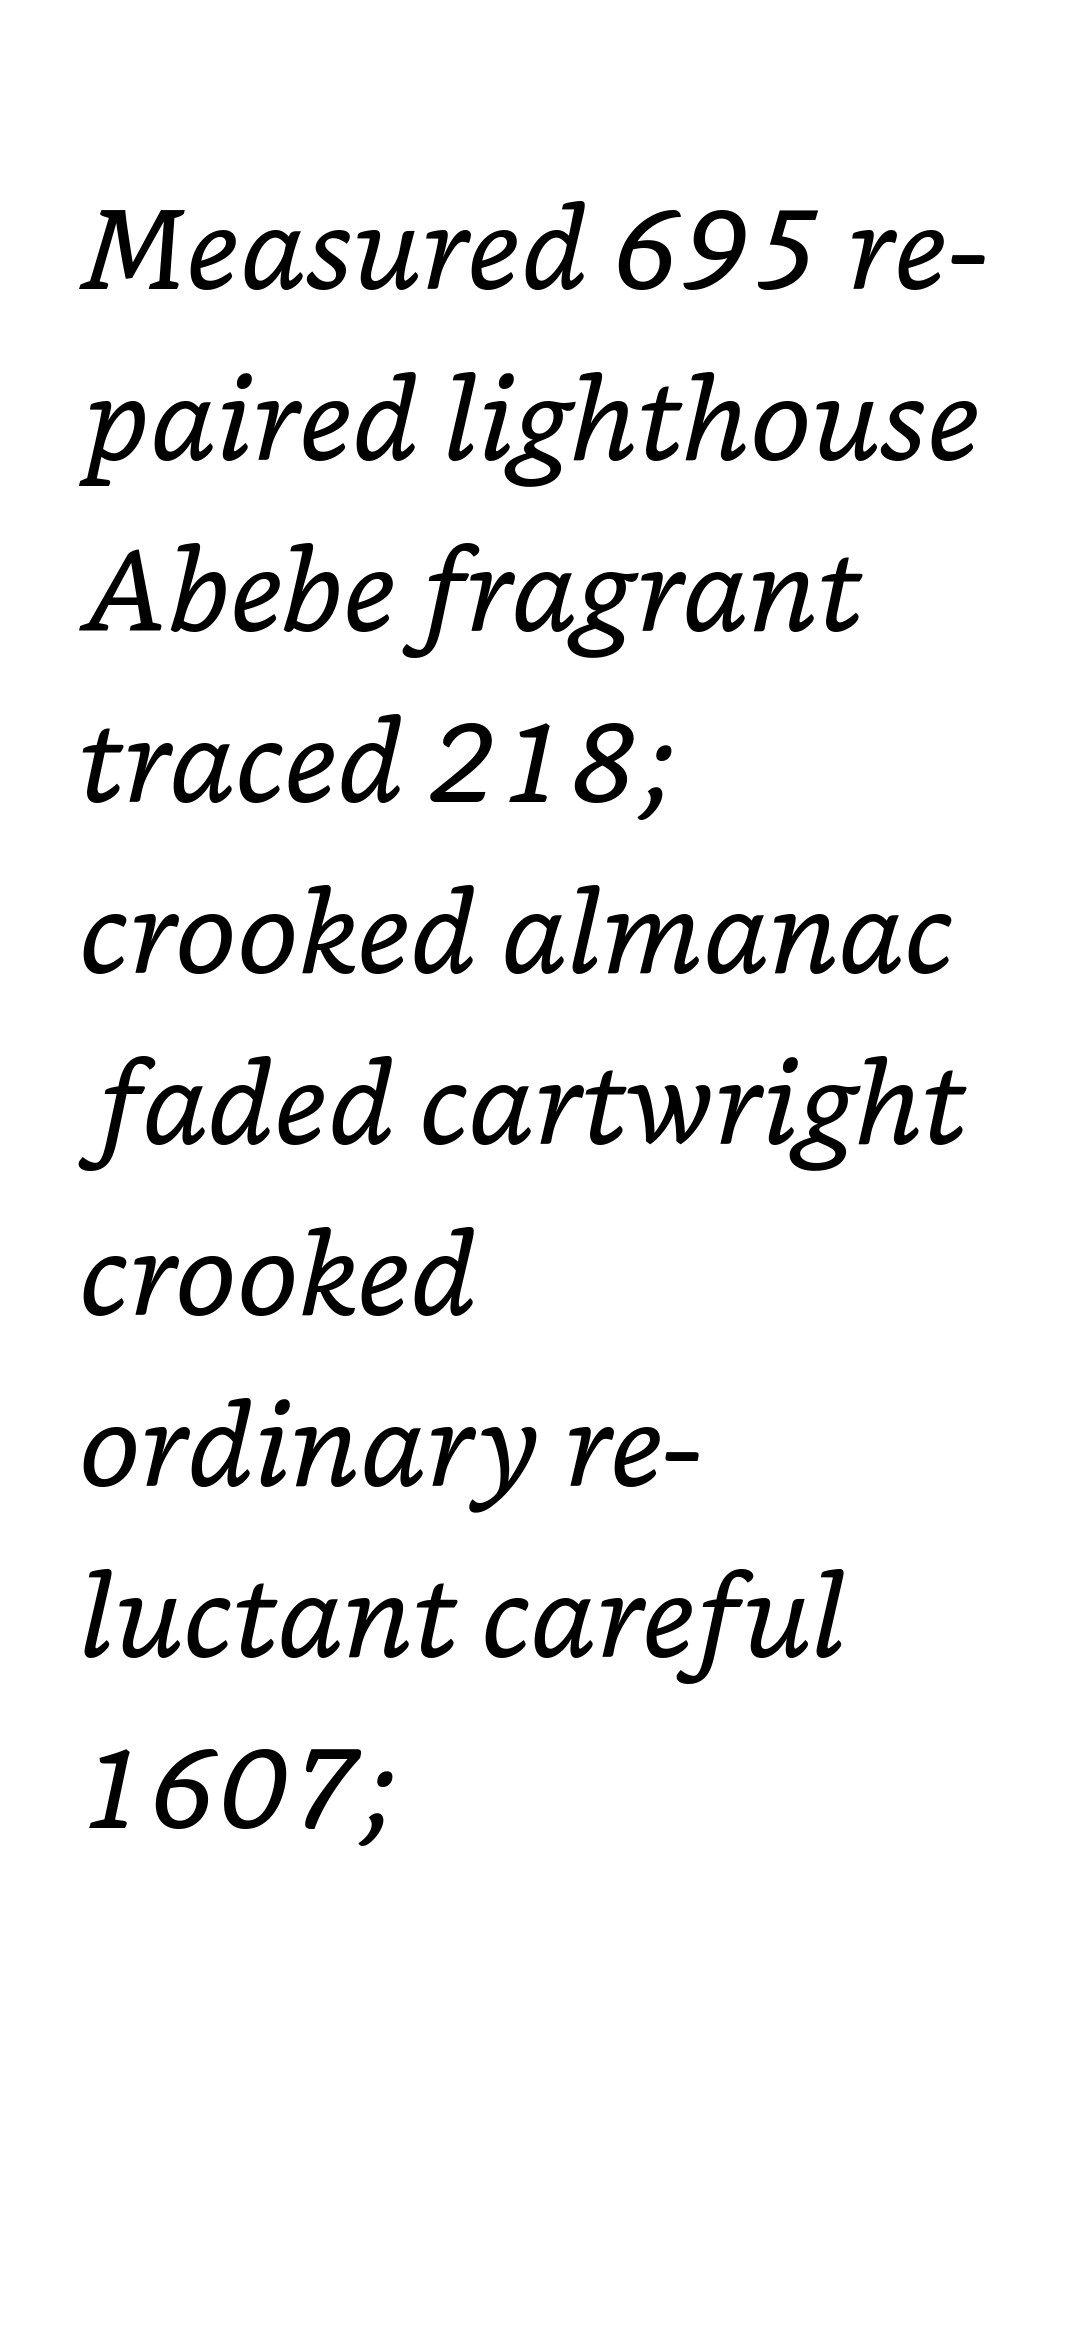 Measured 695 re-
paired lighthouse
Abebe fragrant
traced 218;
crooked almanac
faded cartwright
crooked
ordinary re-
luctant careful
1607;